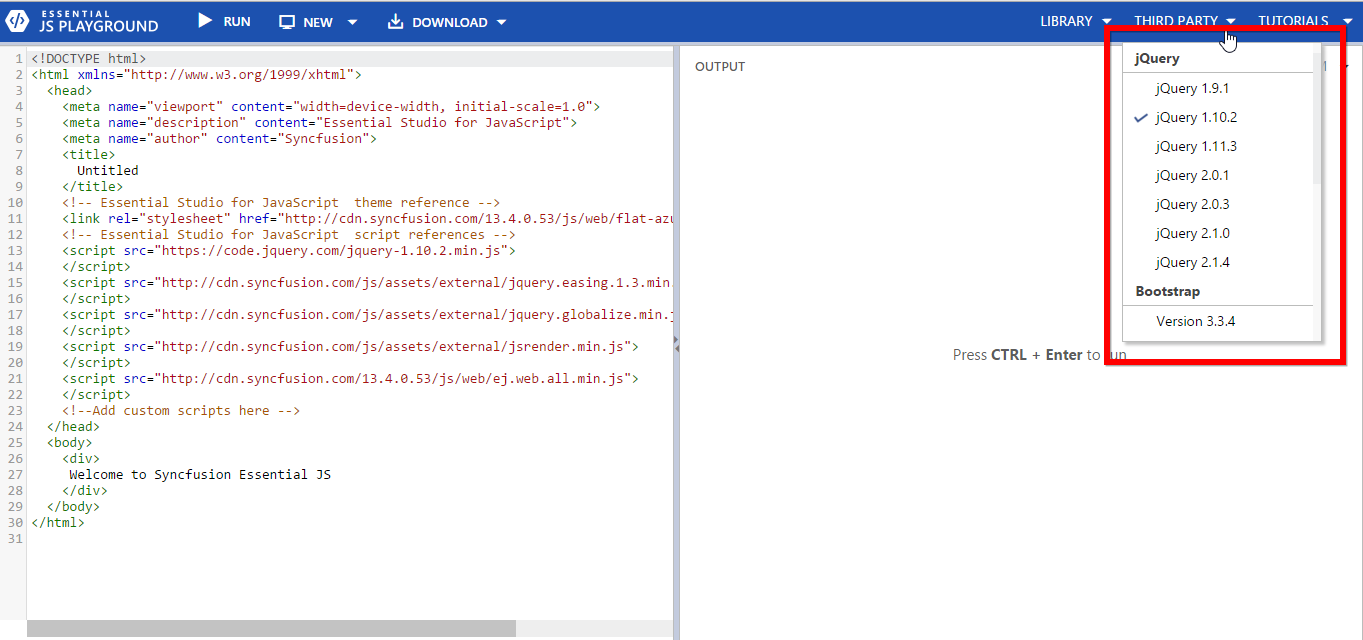 ESSENTIAL
JS PLAYGROUND
RUN
NEW
DOWNLOAD
LIBRARY
THIRD PARTY
TUTORIALS
1 <!DOCTYPE html>
2 <html xmlns="http://www.w3.org/1999/xhtml">
3 <head>
4 <meta name="viewport" content="width=device-width, initial-scale=1.0">
5 <meta name="description" content="Essential Studio for JavaScript">
6 <meta name="author" content="Syncfusion">
7 <title>
8 Untitled
9 </title>
10 <!-- Essential Studio for JavaScript  theme reference -->
11 <link rel="stylesheet" href="http://cdn.syncfusion.com/13.4.0.53/js/web/flat-azu
12 <!-- Essential Studio for JavaScript  script references -->
13 <script src="https://code.jquery.com/jquery-1.10.2.min.js">
14 </script>
15 <script src="http://cdn.syncfusion.com/js/assets/external/jquery.easing.1.3.min.
16 </script>
17 <script src="http://cdn.syncfusion.com/js/assets/external/jquery.globalize.min.j
18 </script>
19 <script src="http://cdn.syncfusion.com/js/assets/external/jsrender.min.js">
20 </script>
21 <script src="http://cdn.syncfusion.com/13.4.0.53/js/web/ej.web.all.min.js">
22 </script>
23 <!--Add custom scripts here -->
24 </head>
25 <body>
26 <div>
27 Welcome to Syncfusion Essential JS
28 </div>
29 </body>
30 </html>
31
OUTPUT
Press CTRL + Enter to run
jQuery
jQuery 1.9.1
jQuery 1.10.2
jQuery 1.11.3
jQuery 2.0.1
jQuery 2.0.3
jQuery 2.1.0
jQuery 2.1.4
Bootstrap
Version 3.3.4